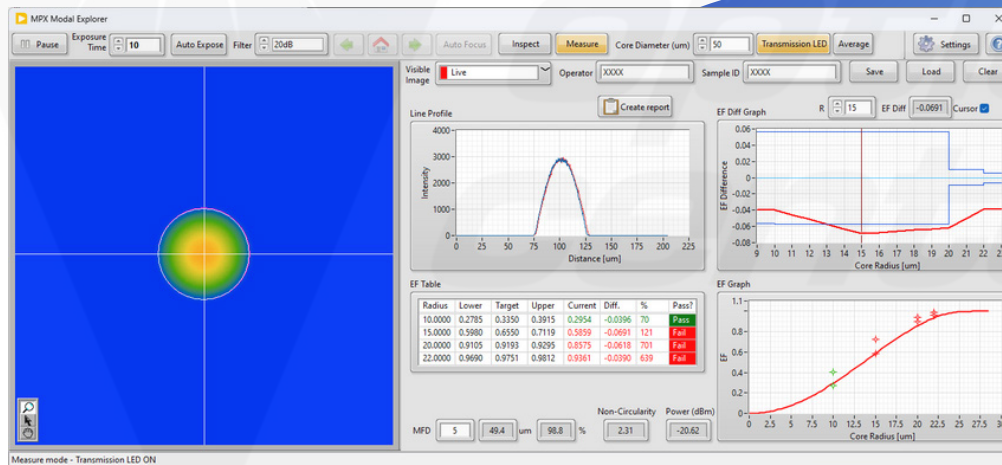 MPX Modal Explorer
Pause Exposure Time 10 Auto Expose Filter 20dB Auto Focus Inspect Measure Core Diameter (um) 50 Transmission LED Average Settings
Visible Image Live Operator XXXX Sample ID XXXX Save Load Clear
Create report R 15 EF Diff -0.0691 Cursor
Line Profile
4000
3000
2000
1000
0
Intensity
0 25 50 75 100 125 150 175 200 225
Distance [um]
EF Diff Graph
0.06
0.04
0.02
0
-0.02
-0.04
-0.06
-0.08
EF Difference
9 10 11 12 13 14 15 16 17 18 19 20 21 22
Core Radius [um]
EF Table
Radius Lower Target Upper Current Diff. % Pass?
10.0000 0.2785 0.3350 0.3915 0.2954 -0.0396 70 Pass
15.0000 0.5980 0.6550 0.7119 0.5859 -0.0691 121 Fail
20.0000 0.9105 0.9193 0.9295 0.8575 -0.0618 701 Fail
22.0000 0.9690 0.9751 0.9812 0.9361 -0.0390 639 Fail
EF Graph
1.1
0.8
0.6
0.4
0.2
0
EF
0 2.5 5 7.5 10 12.5 15 17.5 20 22.5 25 27.5
Core Radius [um]
Non-Circularity Power (dBm)
MFD 5 49.4 um 98.8 % 2.31 -20.62
Measure mode - Transmission LED ON